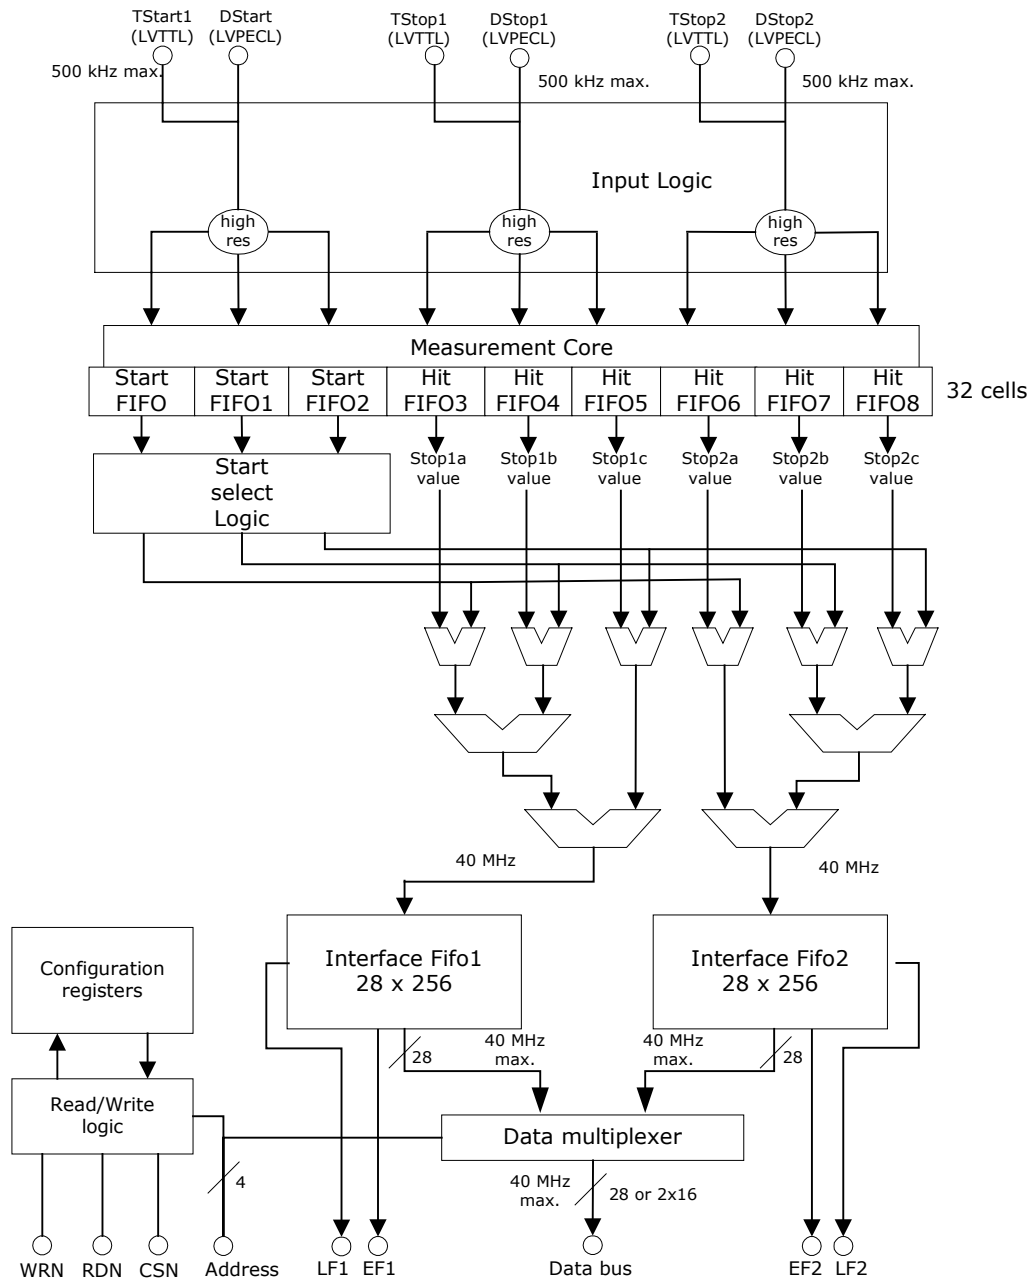 TStart1 DStart TStop1 DStop1 TStop2 DStop2
(LVTTL) (LVPECL) (LVTTL) (LVPECL) (LVTTL) (LVPECL)
500 kHz max. 500 kHz max. 500 kHz max.
Input Logic
high
res
high
res
high
res
Measurement Core
Start
FIFO
Start
FIFO1
Start
FIFO2
Hit
FIFO3
Hit
FIFO4
Hit
FIFO5
Hit
FIFO6
Hit
FIFO7
Hit
FIFO8
32 cells
Start
select
Logic
Stop1a
value
Stop1b
value
Stop1c
value
Stop2a
value
Stop2b
value
Stop2c
value
40 MHz
40 MHz
Configuration
registers
Interface Fifo1
28 x 256
Interface Fifo2
28 x 256
28
40 MHz
max.
40 MHz
max.
28
Read/Write
logic
Data multiplexer
4
40 MHz
max.
28 or 2x16
WRN RDN CSN Address LF1 EF1 Data bus EF2 LF2